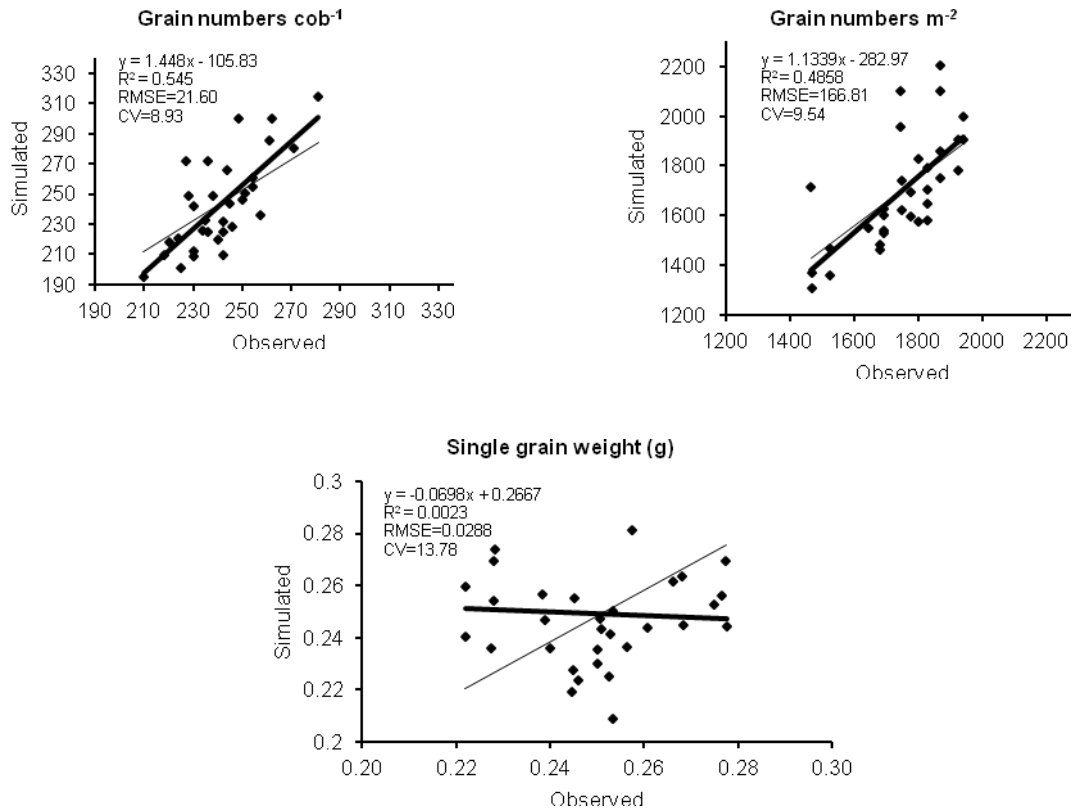 Grain numbers cob-1
y = 1.448x - 105.83
R² = 0.545
RMSE=21.60
CV=8.93
330
310
290
270
250
230
210
190
Simulated
190 210 230 250 270 290 310 330
Observed
Grain numbers m-2
y = 1.1339x - 282.97
R² = 0.4858
RMSE=166.81
CV=9.54
2200
2000
1800
1600
1400
1200
Simulated
1200 1400 1600 1800 2000 2200
Observed
Single grain weight (g)
y = -0.0698x + 0.2667
R² = 0.0023
RMSE=0.0288
CV=13.78
0.3
0.28
0.26
0.24
0.22
0.2
Simulated
0.20 0.22 0.24 0.26 0.28 0.30
Observed